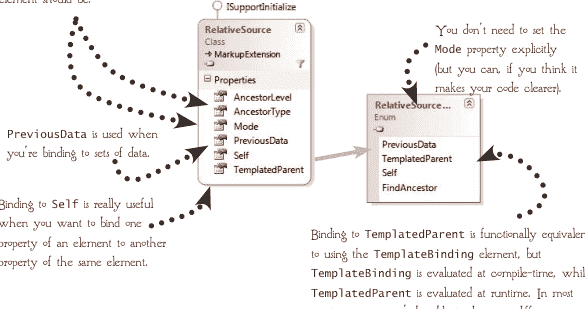 element should be.
ISupportInitialize
RelativeSource
Class
MarkupExtension
Properties
AncestorLevel
AncestorType
Mode
PreviousData
Self
TemplatedParent
You don't need to set the
Mode property explicitly
(but you can, if you think it
makes your code clearer).
RelativeSource...
Enum
PreviousData
TemplatedParent
Self
FindAncestor
PreviousData is used when
you're binding to sets of data.
Binding to Self is really useful
when you want to bind one
property of an element to another
property of the same element.
Binding to TemplatedParent is functionally equivalen
to using the TemplateBinding element, but
TemplateBinding is evaluated at compile-time, whil
TemplatedParent is evaluated at runtime. In most